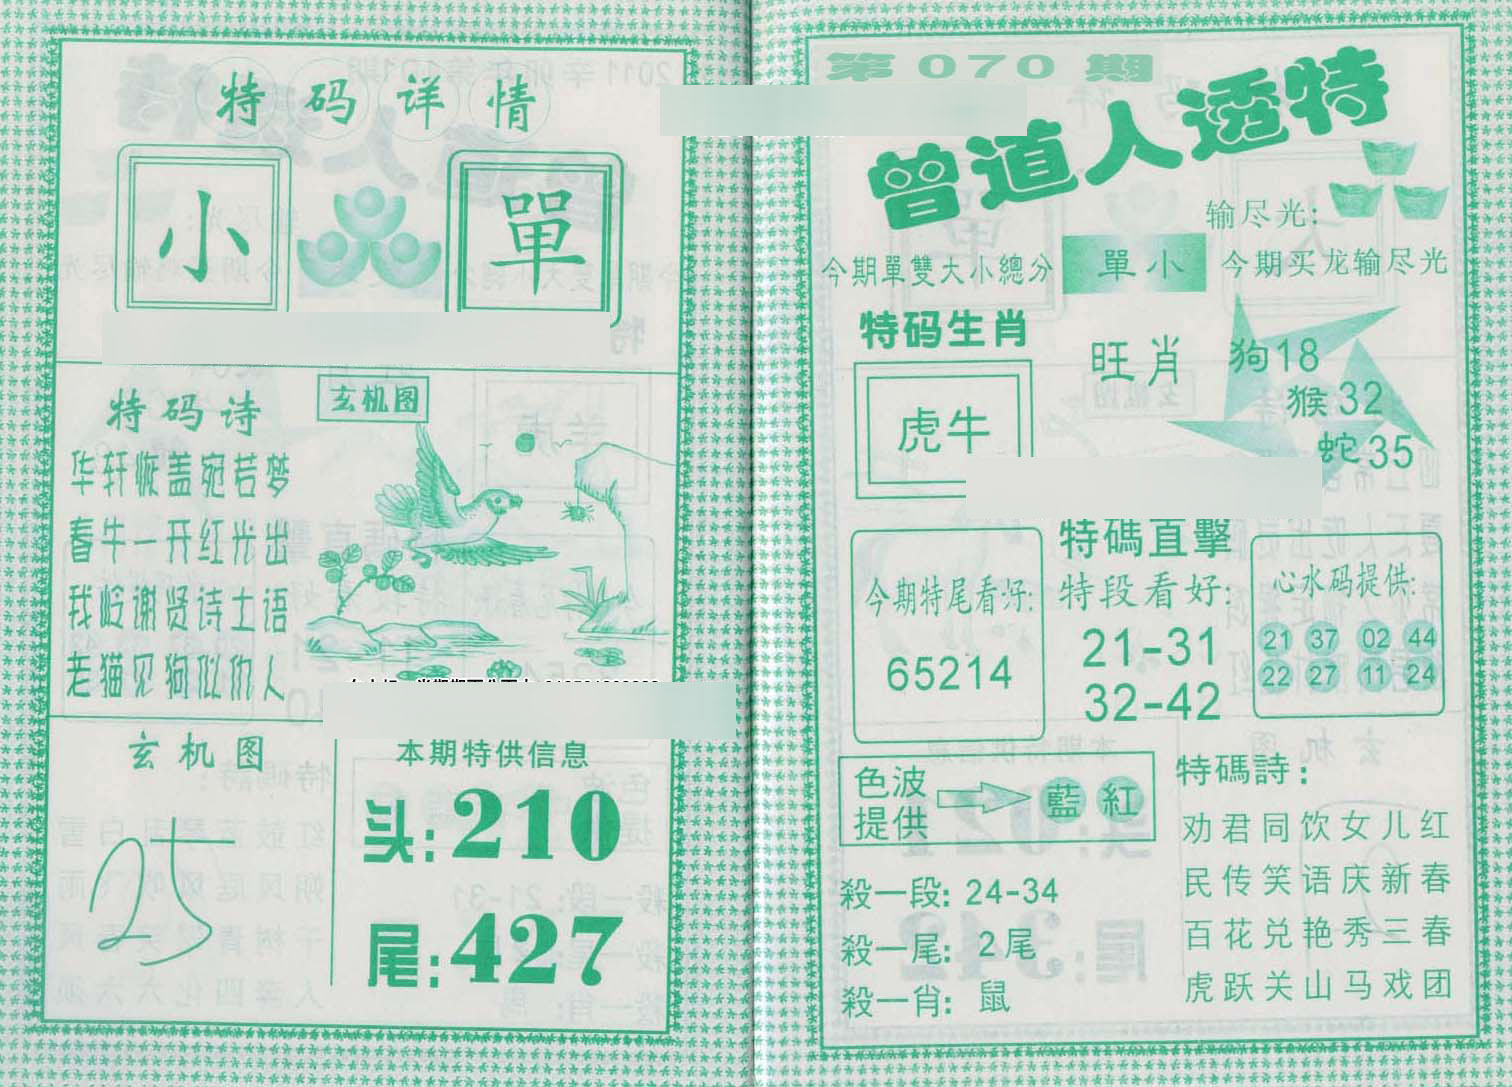 特码详情
小
單
特码诗
华轩慚盖宛若梦
春牛一开红光出
我岭谢贤诗士语
老猫见狗似仇人
玄机图
玄机图
25
本期特供信息
头:210
尾:427
第070期
曾道人透特
输尽光:
今期买龙输尽光
今期單雙大小總分
單小
特码生肖
虎牛
旺肖
狗18
猴32
蛇35
今期特尾看好:
65214
特碼直擊
特段看好:
21-31
32-42
心水码提供:
21 37 02 44
22 27 11 24
色波
提供
藍 紅
殺一段: 24-34
殺一尾: 2尾
殺一肖: 鼠
特碼詩:
劝君同饮女儿红
民传笑语庆新春
百花兑艳秀三春
虎跃关山马戏团